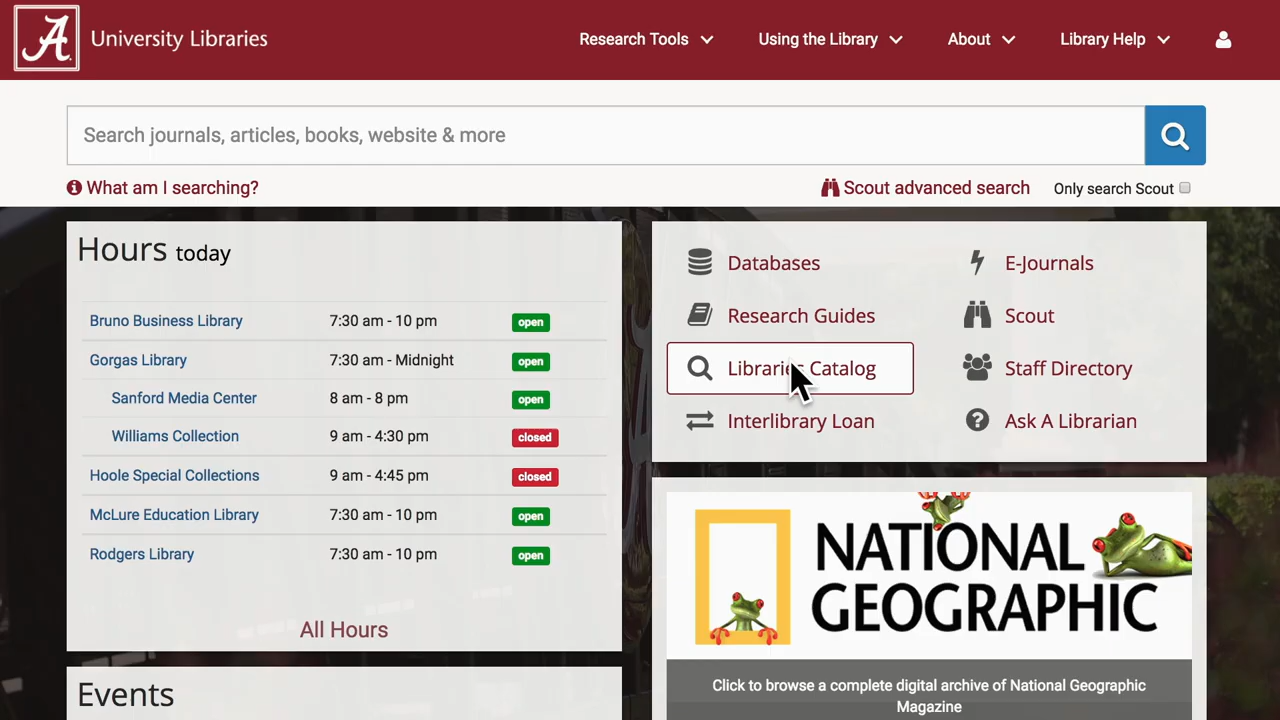 A
University Libraries
Research Tools
Using the Library
About
Library Help
Search journals, articles, books, website & more
What am I searching?
Scout advanced search
Only search Scout
Hours today
Bruno Business Library 7:30 am - 10 pm open
Gorgas Library 7:30 am - Midnight open
Sanford Media Center 8 am - 8 pm open
Williams Collection 9 am - 4:30 pm closed
Hoole Special Collections 9 am - 4:45 pm closed
McLure Education Library 7:30 am - 10 pm open
Rodgers Library 7:30 am - 10 pm open
All Hours
Events
Databases
E-Journals
Research Guides
Scout
Libraries Catalog
Staff Directory
Interlibrary Loan
Ask A Librarian
NATIONAL
GEOGRAPHIC
Click to browse a complete digital archive of National Geographic
Magazine